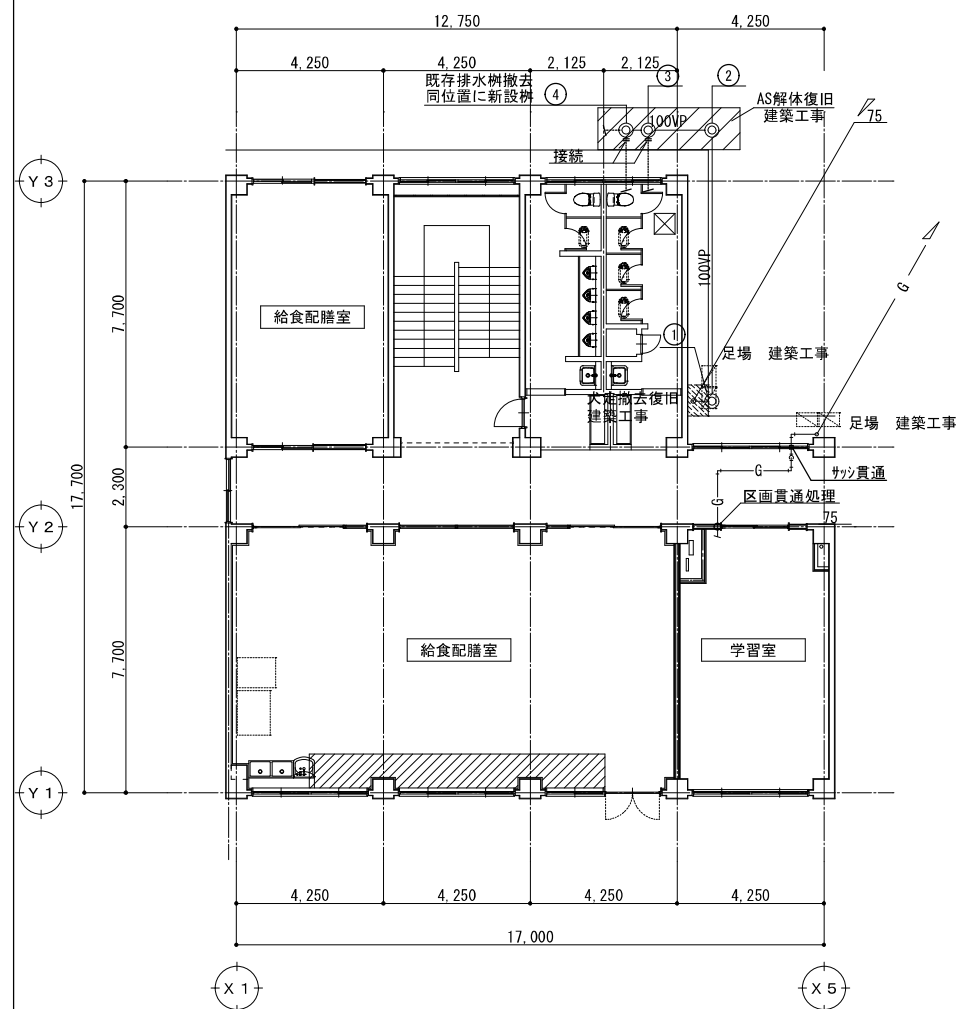 12,750
4,250
4,250
4,250
2,125
2,125
既存排水桝撤去
同位置に新設桝
④
③
②
AS解体復旧
建築工事
75
100VP
接続
Y3
7,700
給食配膳室
100VP
G
①
足場 建築工事
犬走撤去復旧
建築工事
足場 建築工事
17,700
2,300
G
サッシ貫通
G
区画貫通処理
75
Y2
7,700
給食配膳室
学習室
Y1
4,250
4,250
4,250
4,250
17,000
X1
X5